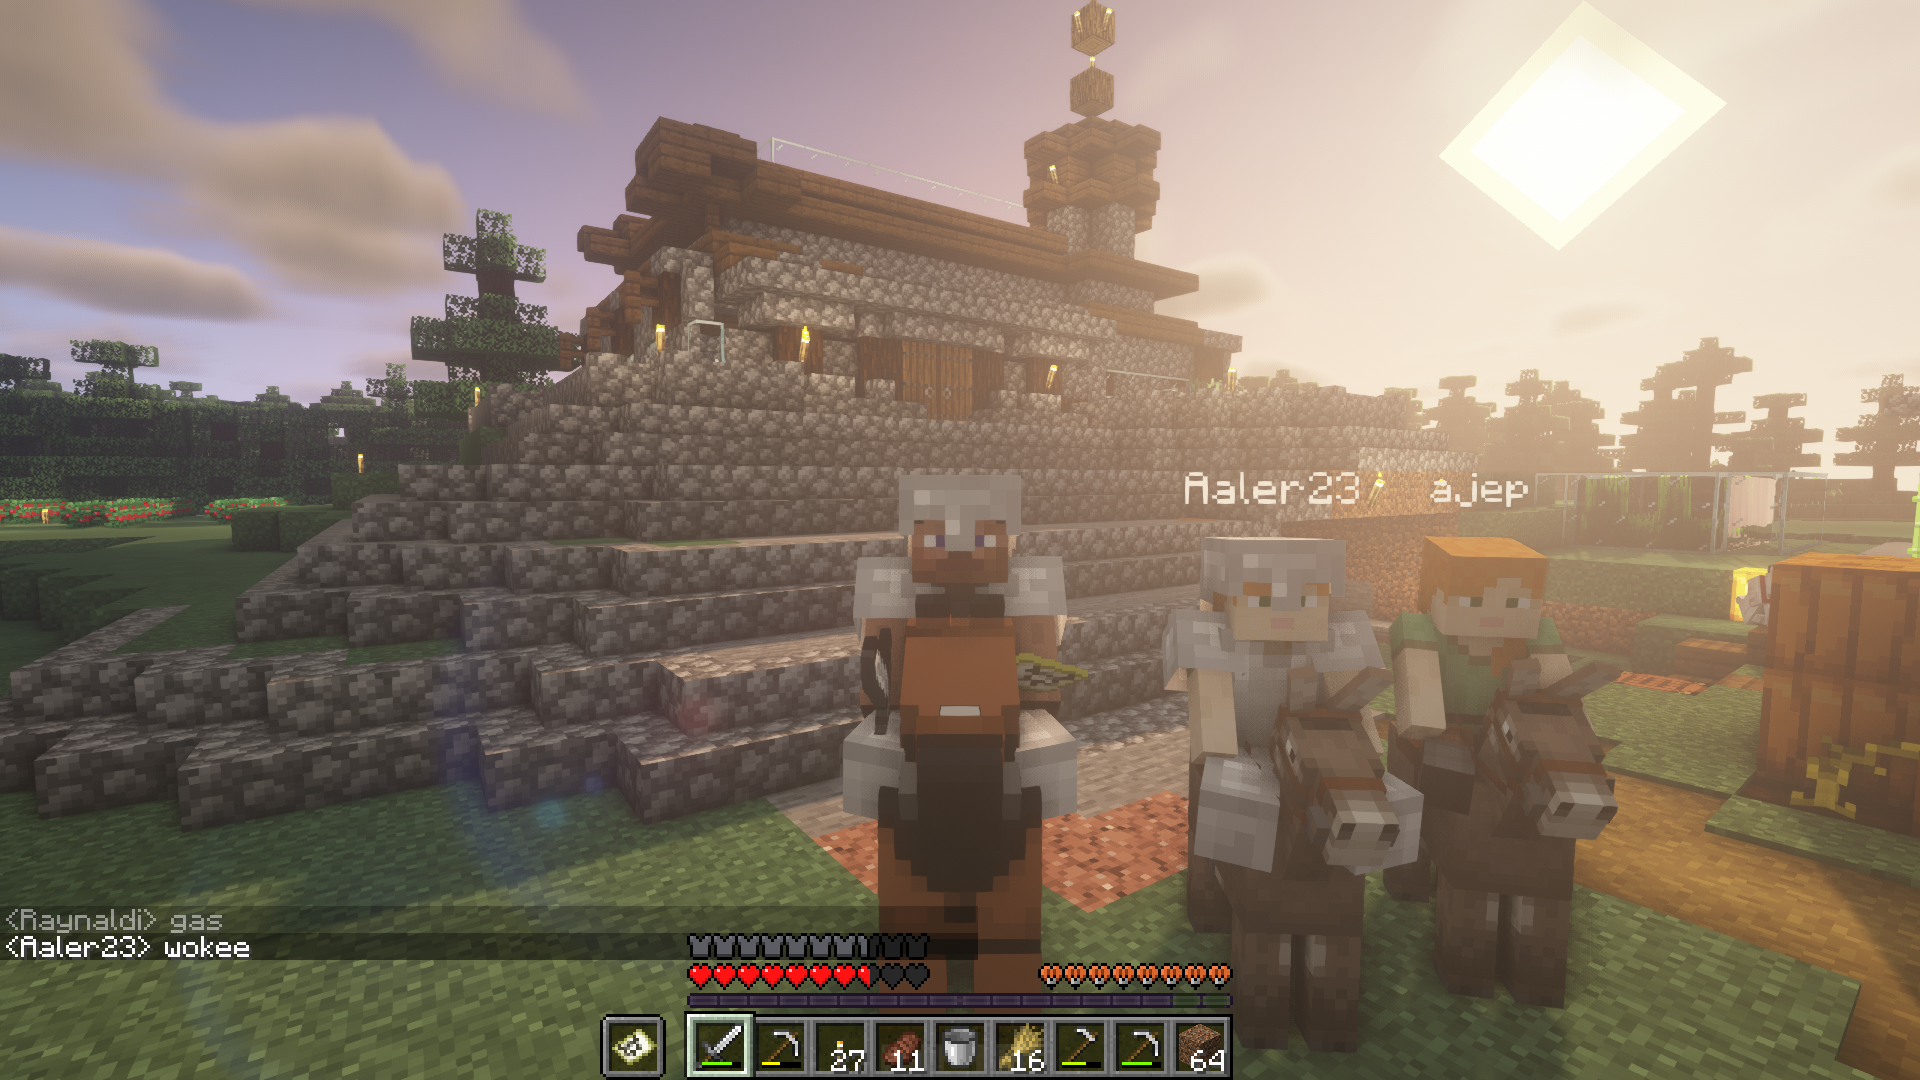 Aaler23
ajep
<Raynaldi> gas
<Aaler23> wokee
27
11
16
64